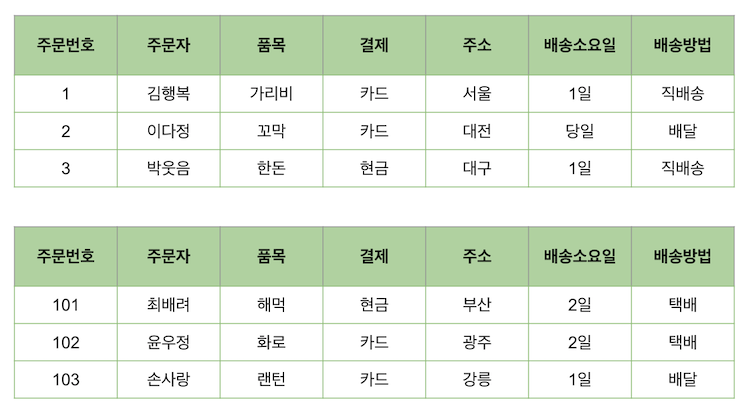 주문번호 주문자 품목 결제 주소 배송소요일 배송방법
1 김행복 가리비 카드 서울 1일 직배송
2 이다정 꼬막 카드 대전 당일 배달
3 박웃음 한돈 현금 대구 1일 직배송
주문번호 주문자 품목 결제 주소 배송소요일 배송방법
101 최배려 해먹 현금 부산 2일 택배
102 윤우정 화로 카드 광주 2일 택배
103 손사랑 랜턴 카드 강릉 1일 배달